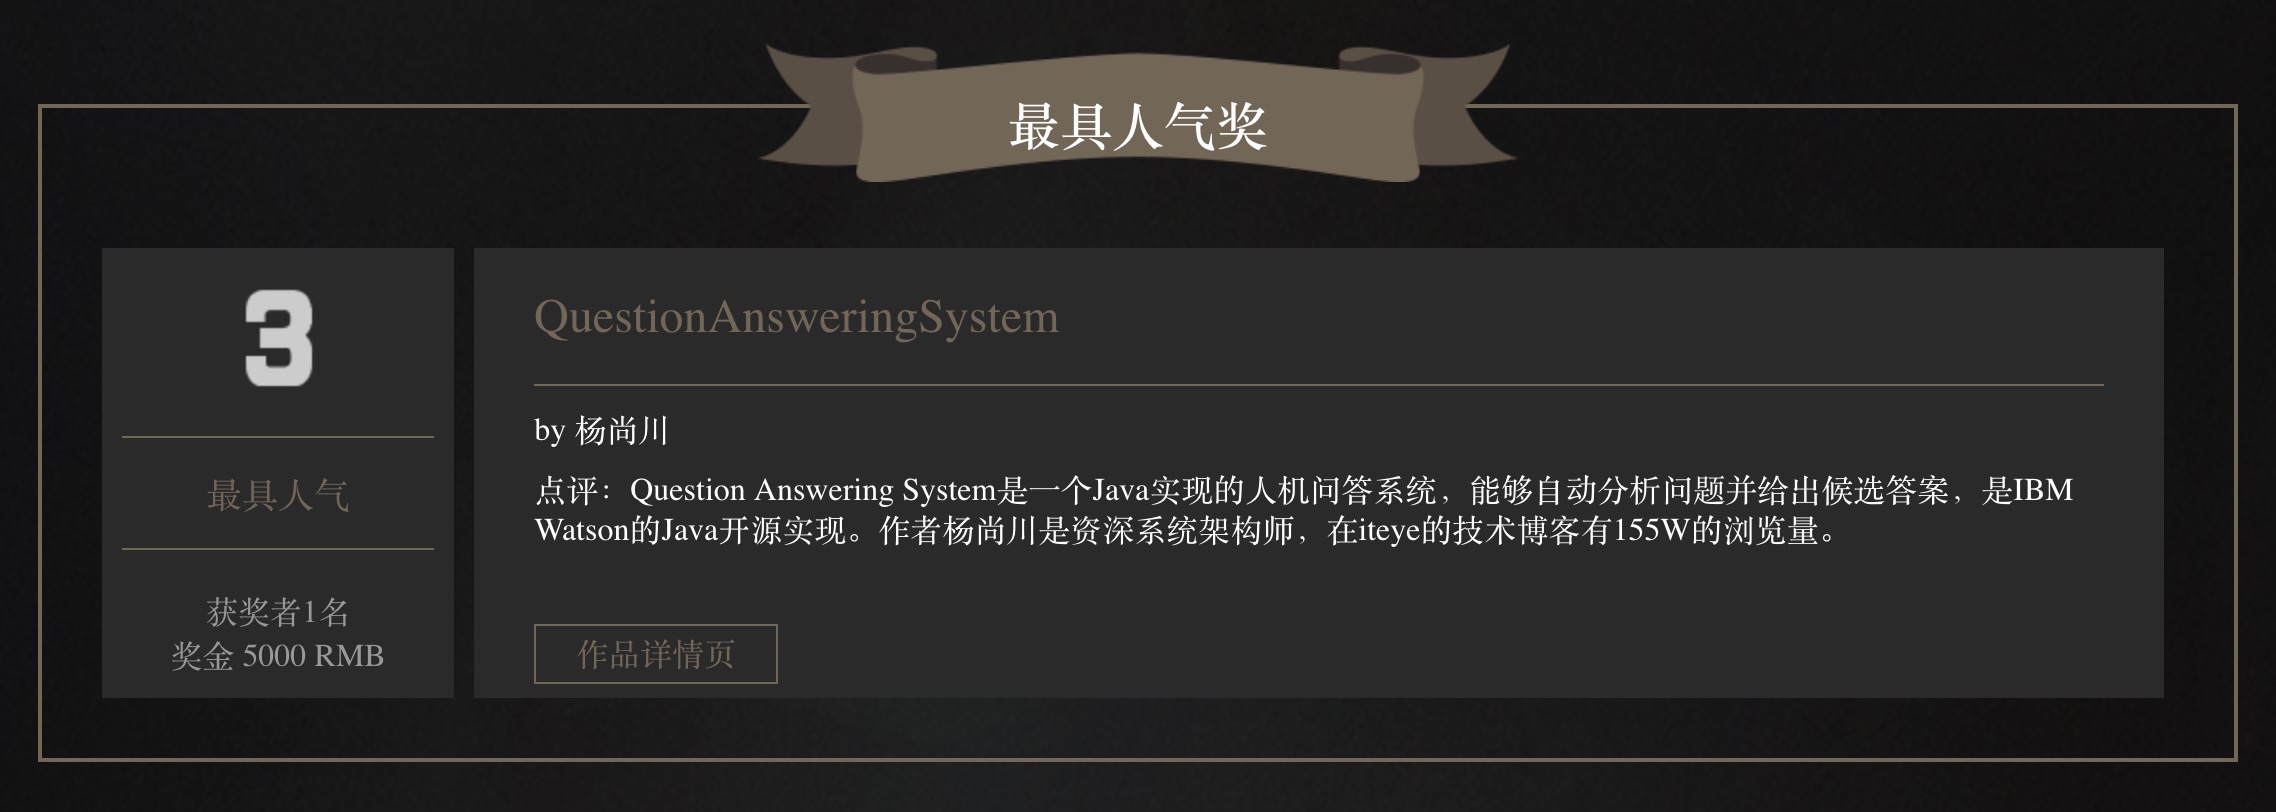 最具人气奖
3
最具人气
获奖者1名
奖金 5000 RMB
QuestionAnsweringSystem
by 杨尚川
点评：Question Answering System是一个Java实现的人机问答系统，能够自动分析问题并给出候选答案，是IBM
Watson的Java开源实现。作者杨尚川是资深系统架构师，在iteye的技术博客有155W的浏览量。
作品详情页